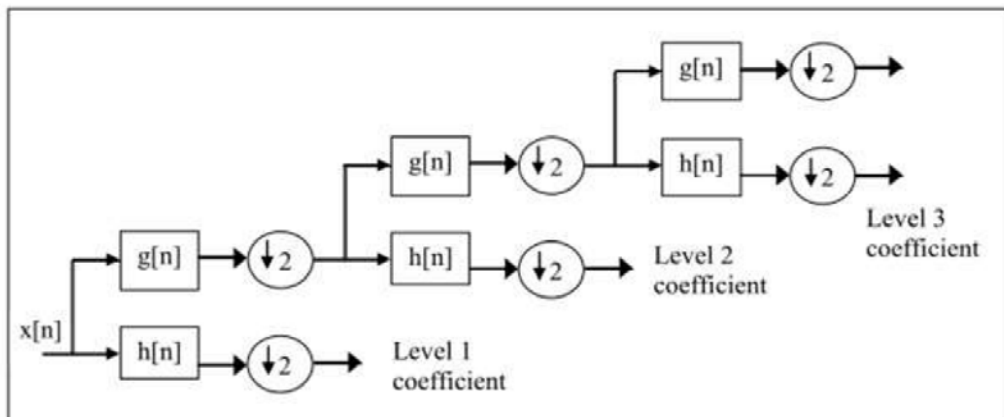 g[n]
↓2
g[n]
↓2
h[n]
↓2
Level 3
coefficient
g[n]
↓2
h[n]
↓2
Level 2
coefficient
x[n]
h[n]
↓2
Level 1
coefficient